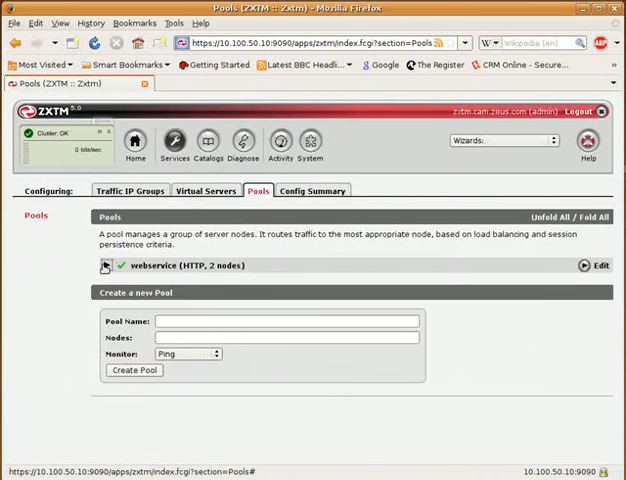 Pools (ZXTM :: Zxtm) - Mozilla Firefox
File Edit View History Bookmarks Tools Help
https://10.100.50.10:9090/apps/zxtm/index.fcgi?section=Pools W Wikipedia (en) ABP
Most Visited Smart Bookmarks Getting Started Latest BBC Headli... Google The Register CRM Online - Secure...
Pools (ZXTM :: Zxtm)
ZXTM 5.0 zxtm.cam.zeus.com (admin) Logout
Cluster: OK
0 bits/sec
Wizards:
Home Services Catalogs Diagnose Activity System Help
Configuring: Traffic IP Groups Virtual Servers Pools Config Summary
Pools Pools Unfold All / Fold All
A pool manages a group of server nodes. It routes traffic to the most appropriate node, based on load balancing and session
persistence criteria.
webservice (HTTP, 2 nodes) Edit
Create a new Pool
Pool Name:
Nodes:
Monitor: Ping
Create Pool
https://10.100.50.10:9090/apps/zxtm/index.fcgi?section=Pools# 10.100.50.10:9090